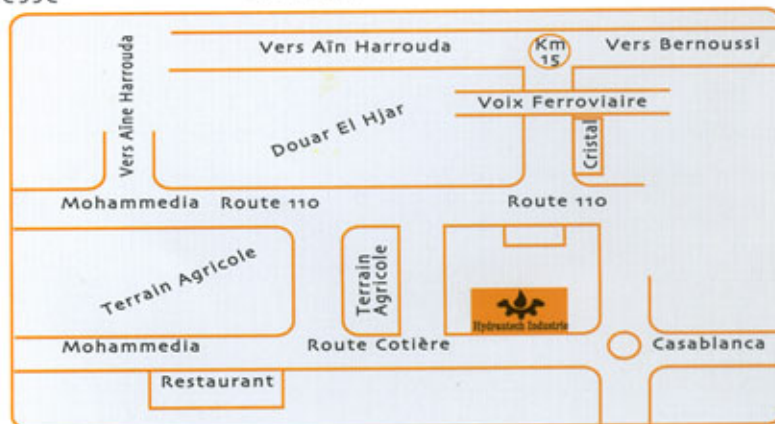 Vers Aïn Harrouda
Km
15
Vers Bernoussi
Vers Aïne Harrouda
Douar El Hjar
Voix Ferroviaire
Cristal
Mohammedia
Route 110
Route 110
Terrain Agricole
Terrain
Agricole
Hydrautech Industrie
Mohammedia
Route Cotière
Casablanca
Restaurant